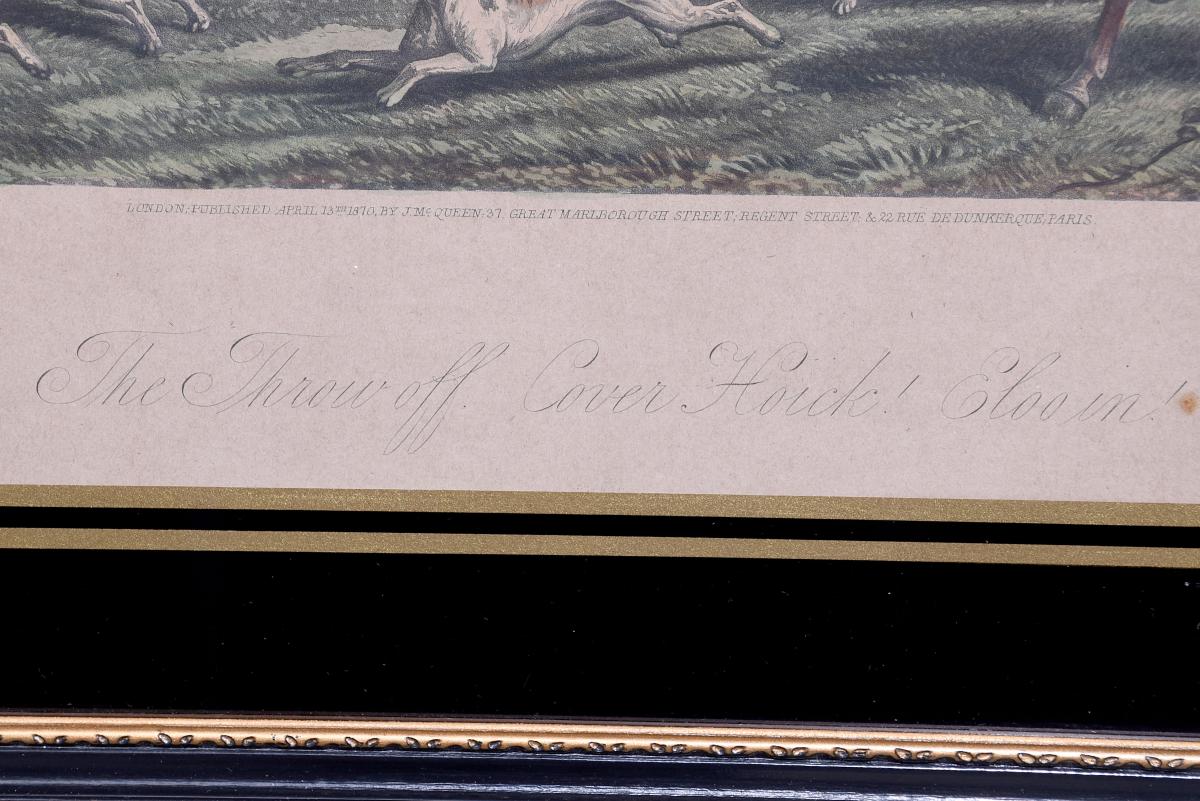 LONDON; PUBLISHED APRIL 13TH 1870, BY J. Mc QUEEN, 37 GREAT MARLBOROUGH STREET; REGENT STREET; & 22 RUE DE DUNKERQUE, PARIS.
The Throw off. Cover Hoick! Eloo in!